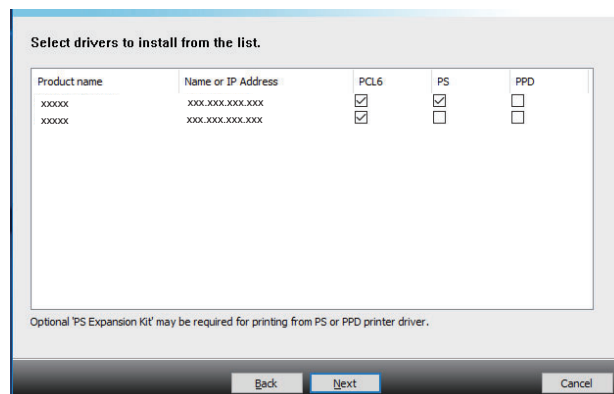 Select drivers to install from the list.
Product name Name or IP Address PCL6 PS PPD
xxxxx xxx.xxx.xxx.xxx
xxxxx xxx.xxx.xxx.xxx
Optional 'PS Expansion Kit' may be required for printing from PS or PPD printer driver.
Back Next Cancel